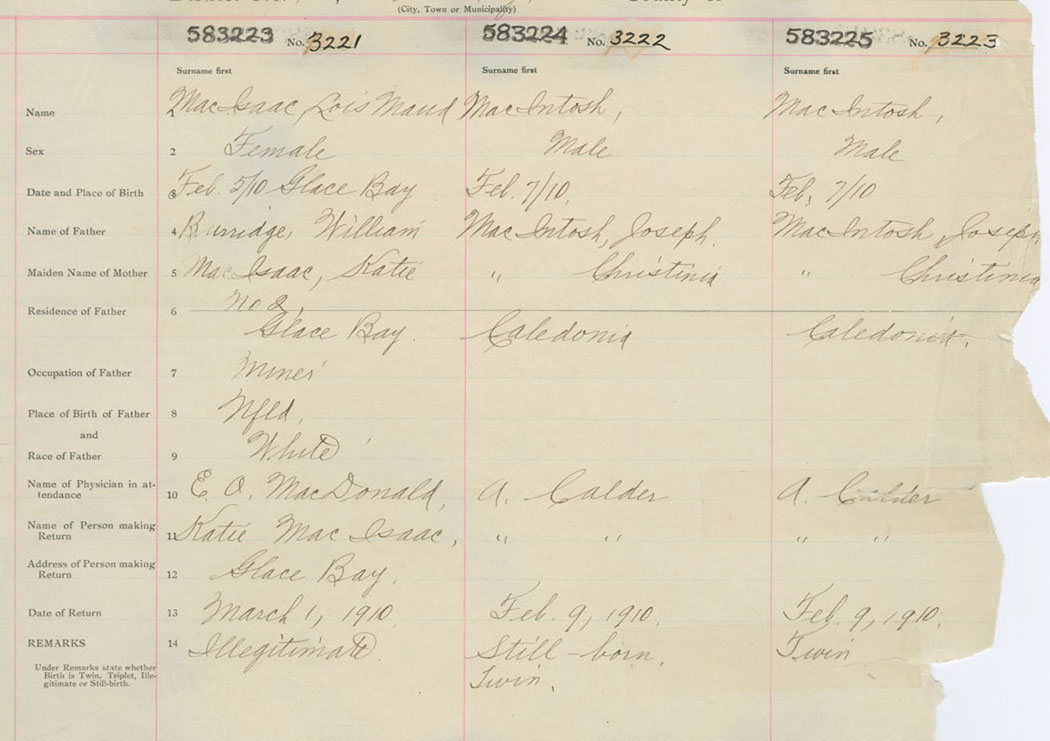 (City, Town or Municipality)
583223 No. 3221 583224 No. 3222 583225 No. 3223
Surname first Surname first Surname first
Name 1 MacIsaac, Lois Maud MacIntosh, MacIntosh,
Sex 2 Female Male Male
Date and Place of Birth 3 Feb. 5/10 Glace Bay Feb. 7/10. Feb, 7/10
Name of Father 4 Burridge, William MacIntosh, Joseph. MacIntosh, Joseph
Maiden Name of Mother 5 MacIsaac, Katie " Christinia " Christinia
No 2,
Residence of Father 6 Glace Bay. Caledonia Caledonia.
Occupation of Father 7 Miner
Place of Birth of Father 8 Nfld.
and
Race of Father 9 White
Name of Physician in at-
tendance 10 E. O. MacDonald, A. Calder A. Calder
Name of Person making
Return 11 Katie MacIsaac, " " " "
Address of Person making
Return 12 Glace Bay.
Date of Return 13 March 1, 1910. Feb. 9, 1910. Feb. 9, 1910.
REMARKS 14 Illegitimate Still-born, Twin
Under Remarks state whether
Birth is Twin, Triplet, Ille-
gitimate or Still-birth.
Twin.